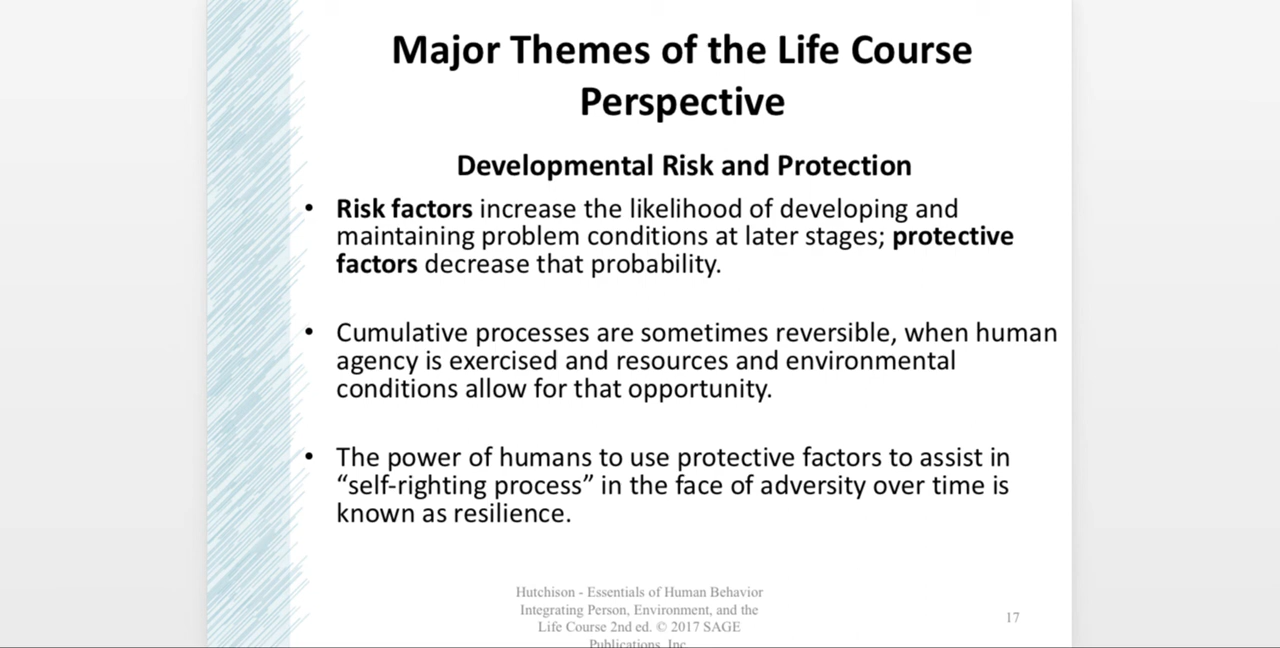 Major Themes of the Life Course
Perspective
Developmental Risk and Protection
• Risk factors increase the likelihood of developing and
maintaining problem conditions at later stages; protective
factors decrease that probability.
• Cumulative processes are sometimes reversible, when human
agency is exercised and resources and environmental
conditions allow for that opportunity.
• The power of humans to use protective factors to assist in
“self-righting process” in the face of adversity over time is
known as resilience.
Hutchison - Essentials of Human Behavior
Integrating Person, Environment, and the
Life Course 2nd ed. © 2017 SAGE
Publications, Inc.
17